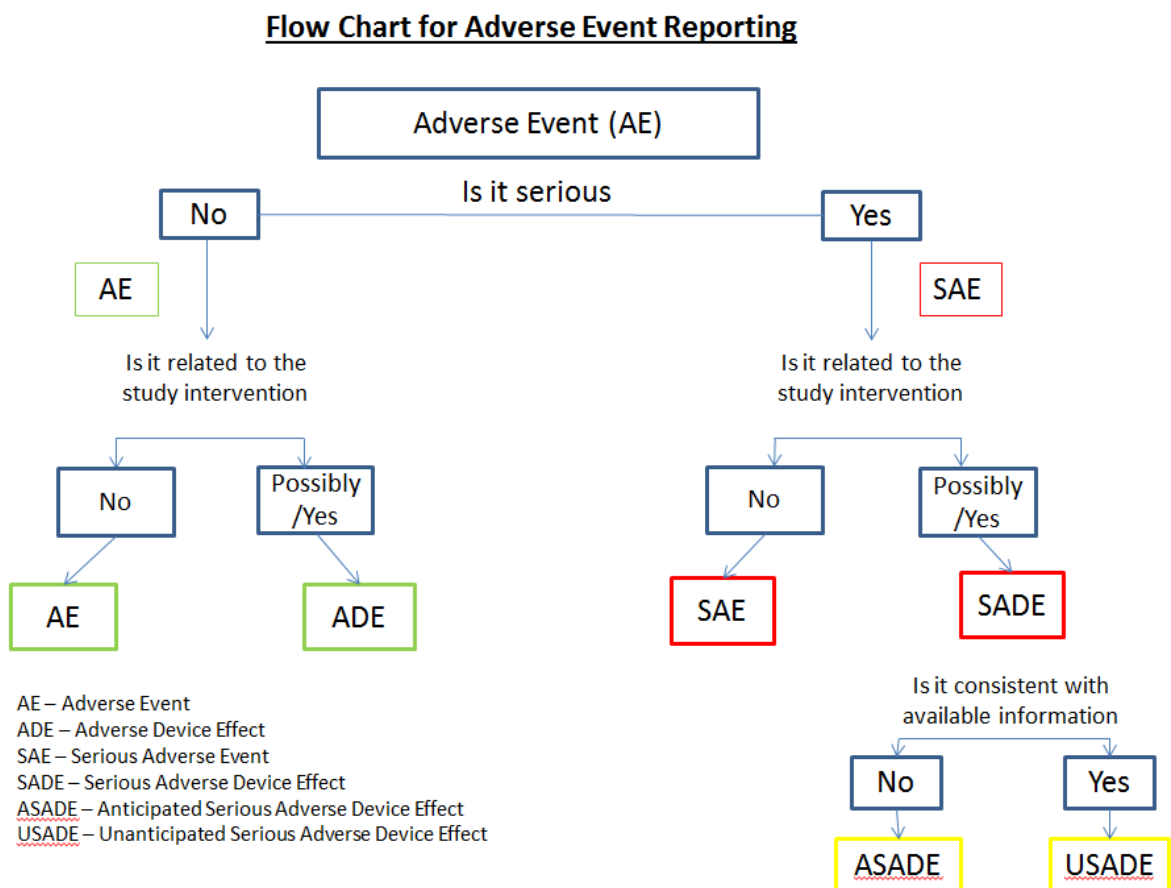 Flow Chart for Adverse Event Reporting
Adverse Event (AE)
Is it serious
No
Yes
AE
SAE
Is it related to the
study intervention
Is it related to the
study intervention
No
Possibly
/Yes
No
Possibly
/Yes
AE
ADE
SAE
SADE
AE – Adverse Event
ADE – Adverse Device Effect
SAE – Serious Adverse Event
SADE – Serious Adverse Device Effect
ASADE – Anticipated Serious Adverse Device Effect
USADE – Unanticipated Serious Adverse Device Effect
Is it consistent with
available information
No
Yes
ASADE
USADE